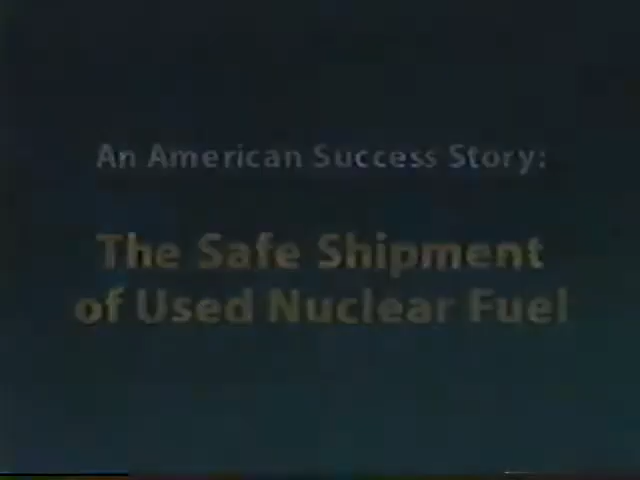 An American Success Story:
The Safe Shipment
of Used Nuclear Fuel